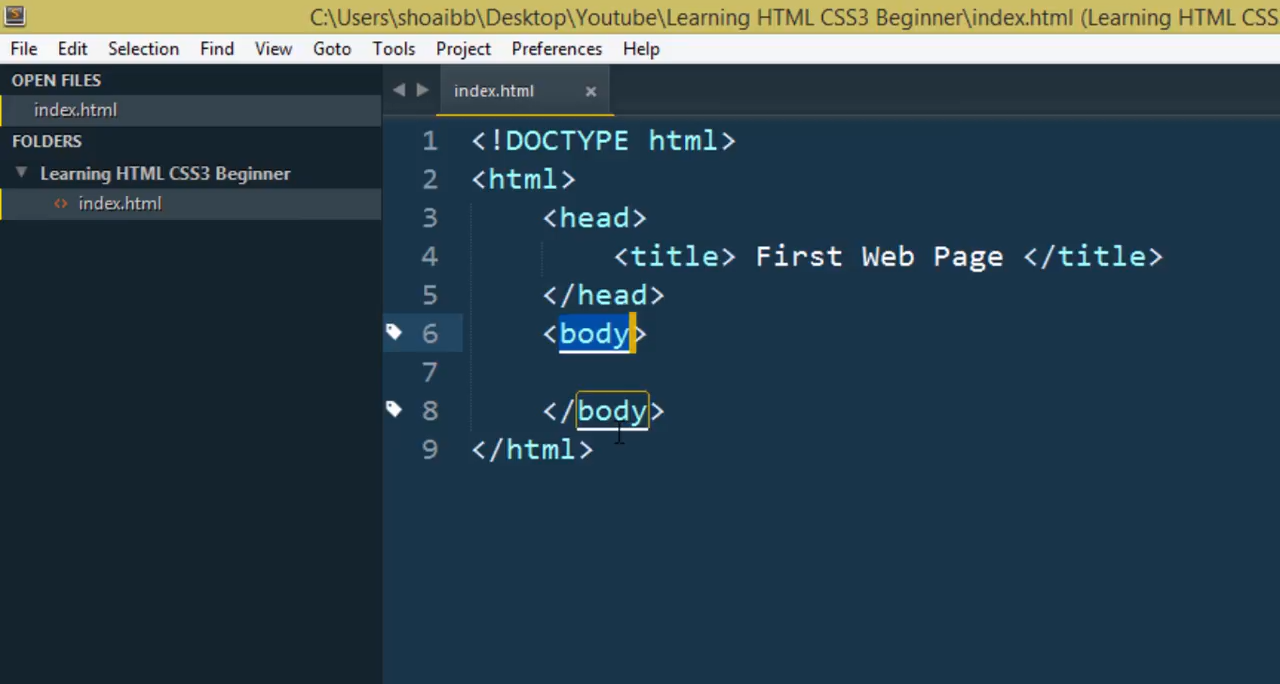 C:\Users\shoaibb\Desktop\Youtube\Learning HTML CSS3 Beginner\index.html (Learning HTML CSS
File Edit Selection Find View Goto Tools Project Preferences Help
OPEN FILES
index.html
FOLDERS
Learning HTML CSS3 Beginner
<> index.html
index.html ×
1 <!DOCTYPE html>
2 <html>
3 <head>
4 <title> First Web Page </title>
5 </head>
6 <body>
7
8 </body>
9 </html>